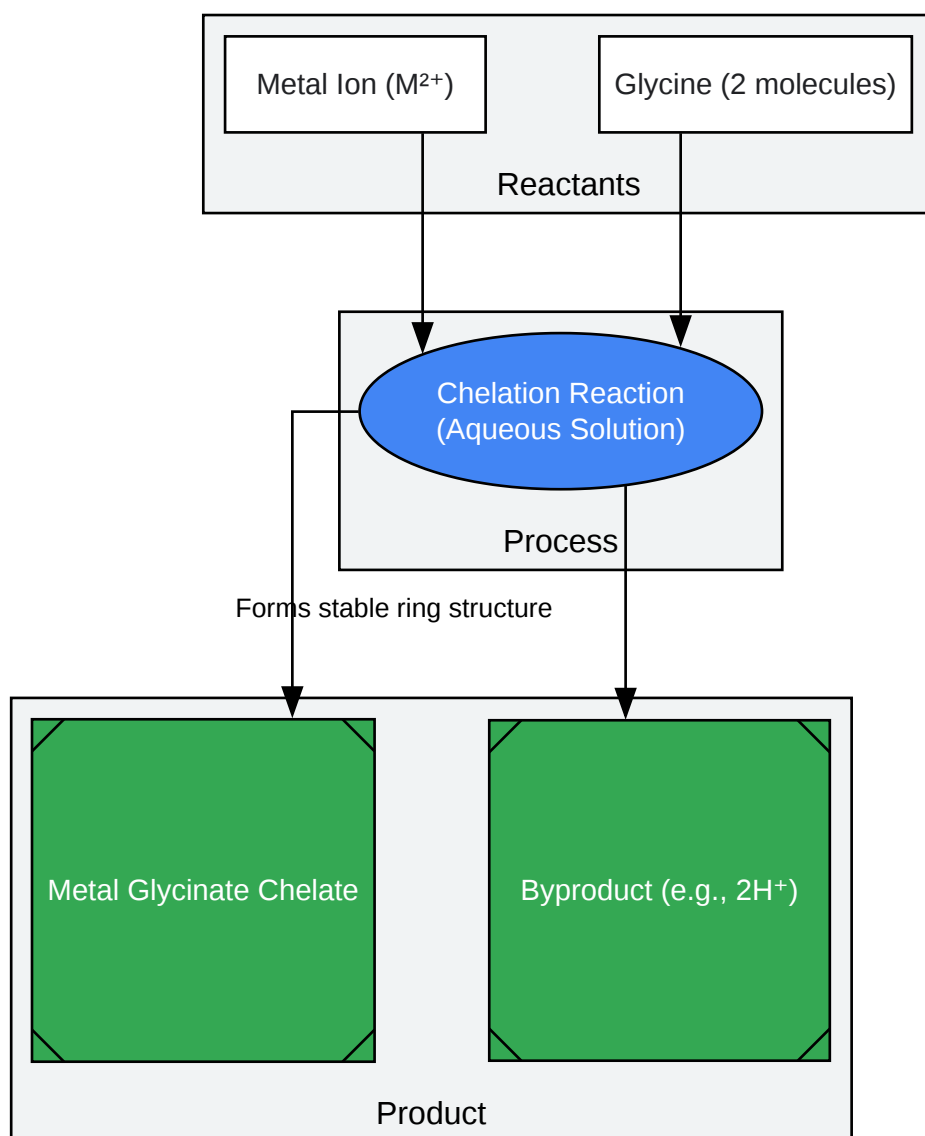 Metal Ion (M²⁺)
Glycine (2 molecules)
Reactants
Chelation Reaction
(Aqueous Solution)
Process
Forms stable ring structure
Metal Glycinate Chelate
Byproduct (e.g., 2H⁺)
Product